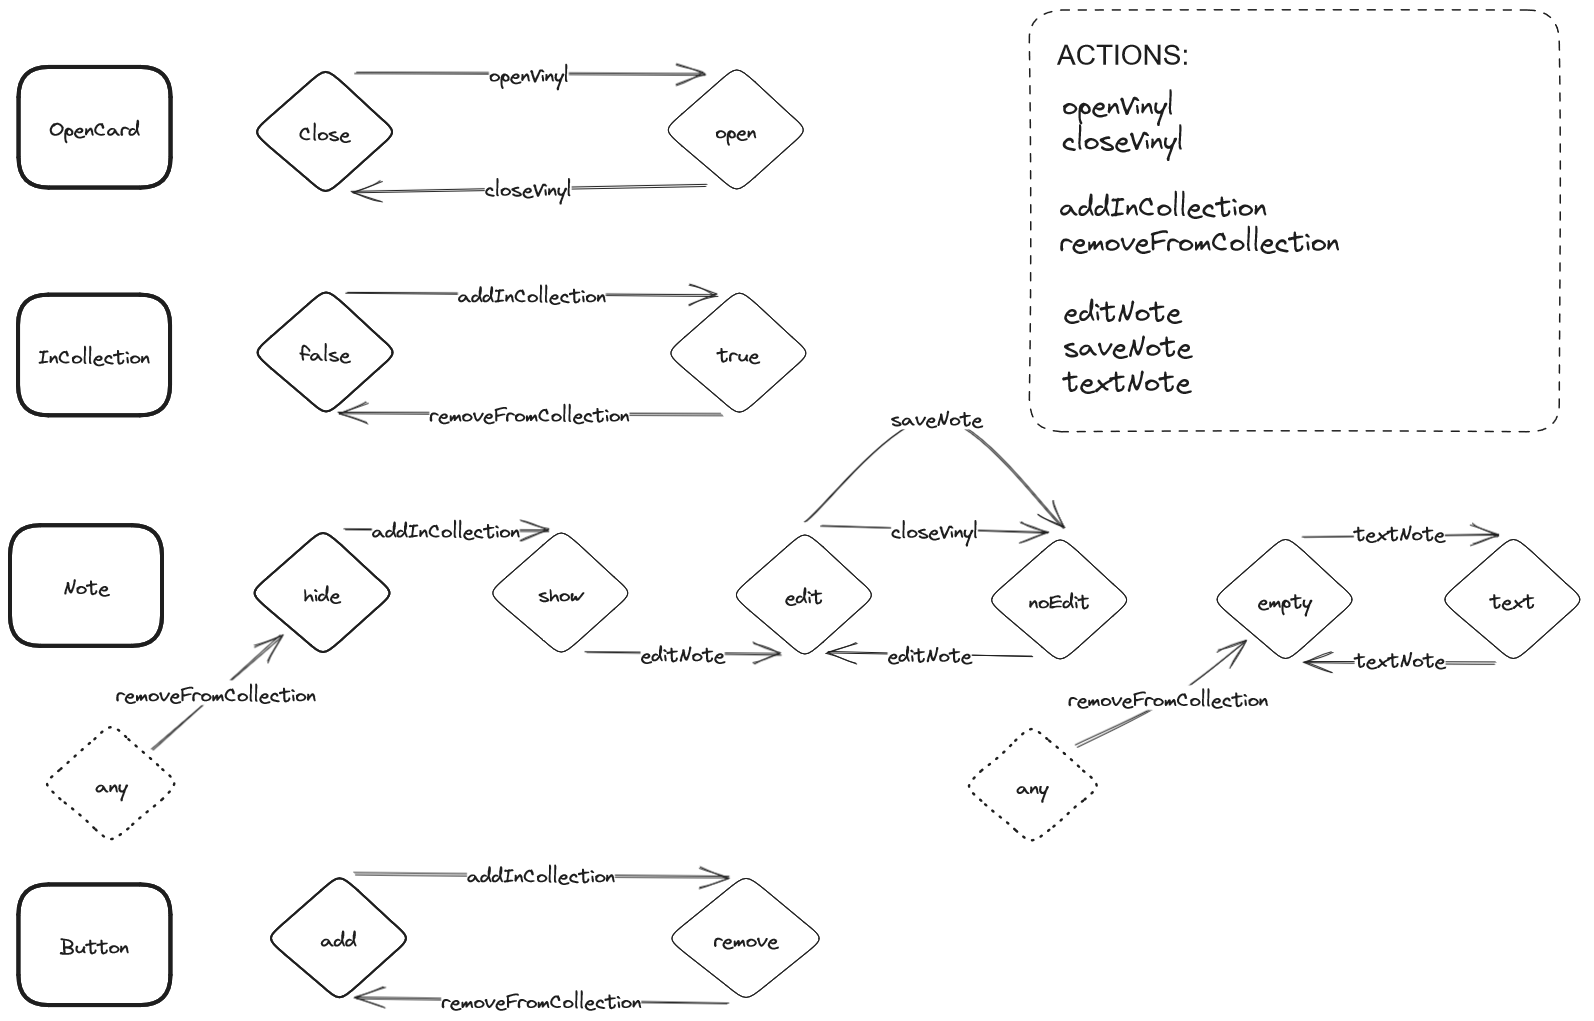 ACTIONS:
openVinyl
closeVinyl
addInCollection
removeFromCollection
editNote
saveNote
textNote
OpenCard
Close
openVinyl
open
closeVinyl
InCollection
false
addInCollection
true
removeFromCollection
Note
hide
addInCollection
show
editNote
edit
saveNote
closeVinyl
noEdit
editNote
empty
textNote
text
textNote
removeFromCollection
any
removeFromCollection
any
Button
add
addInCollection
remove
removeFromCollection